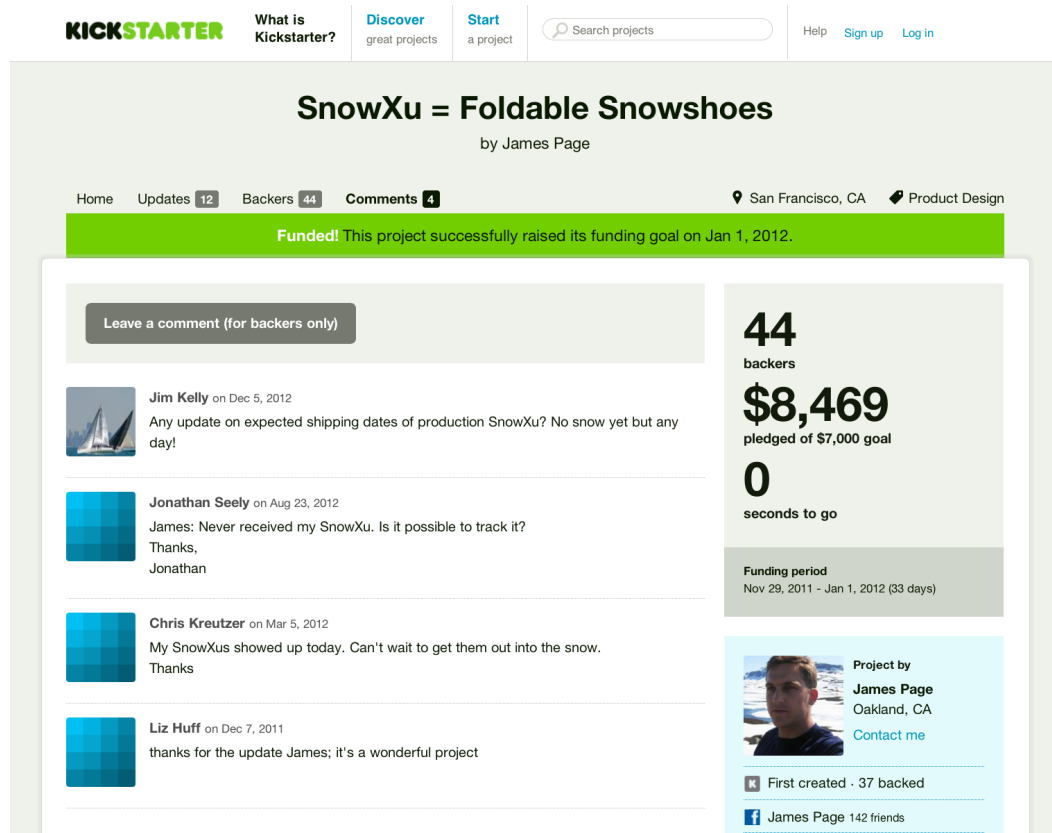 KICKSTARTER
What is
Kickstarter?
Discover
great projects
Start
a project
Search projects
Help
Sign up
Log in
SnowXu = Foldable Snowshoes
by James Page
Home Updates 12 Backers 44 Comments 4
San Francisco, CA Product Design
Funded! This project successfully raised its funding goal on Jan 1, 2012.
Leave a comment (for backers only)
Jim Kelly on Dec 5, 2012
Any update on expected shipping dates of production SnowXu? No snow yet but any
day!
Jonathan Seely on Aug 23, 2012
James: Never received my SnowXu. Is it possible to track it?
Thanks,
Jonathan
Chris Kreutzer on Mar 5, 2012
My SnowXus showed up today. Can't wait to get them out into the snow.
Thanks
Liz Huff on Dec 7, 2011
thanks for the update James; it's a wonderful project
44
backers
$8,469
pledged of $7,000 goal
0
seconds to go
Funding period
Nov 29, 2011 - Jan 1, 2012 (33 days)
Project by
James Page
Oakland, CA
Contact me
K First created · 37 backed
f James Page 142 friends